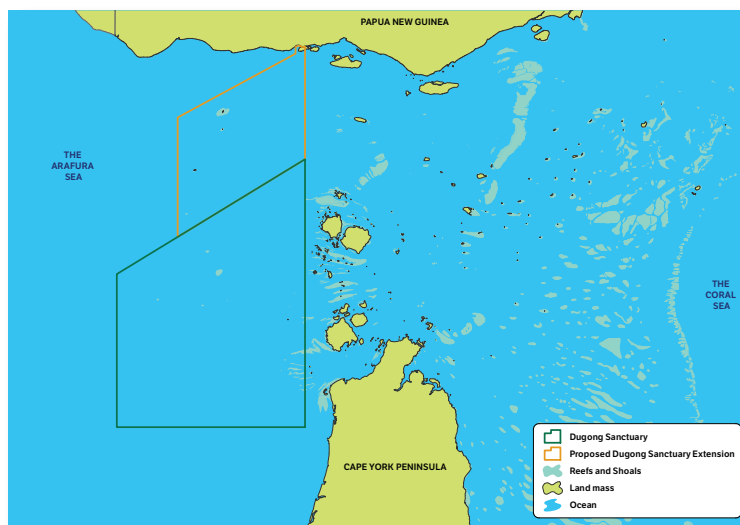 PAPUA NEW GUINEA
THE
ARAFURA
SEA
THE
CORAL
SEA
CAPE YORK PENINSULA
Dugong Sanctuary
Proposed Dugong Sanctuary Extension
Reefs and Shoals
Land mass
Ocean